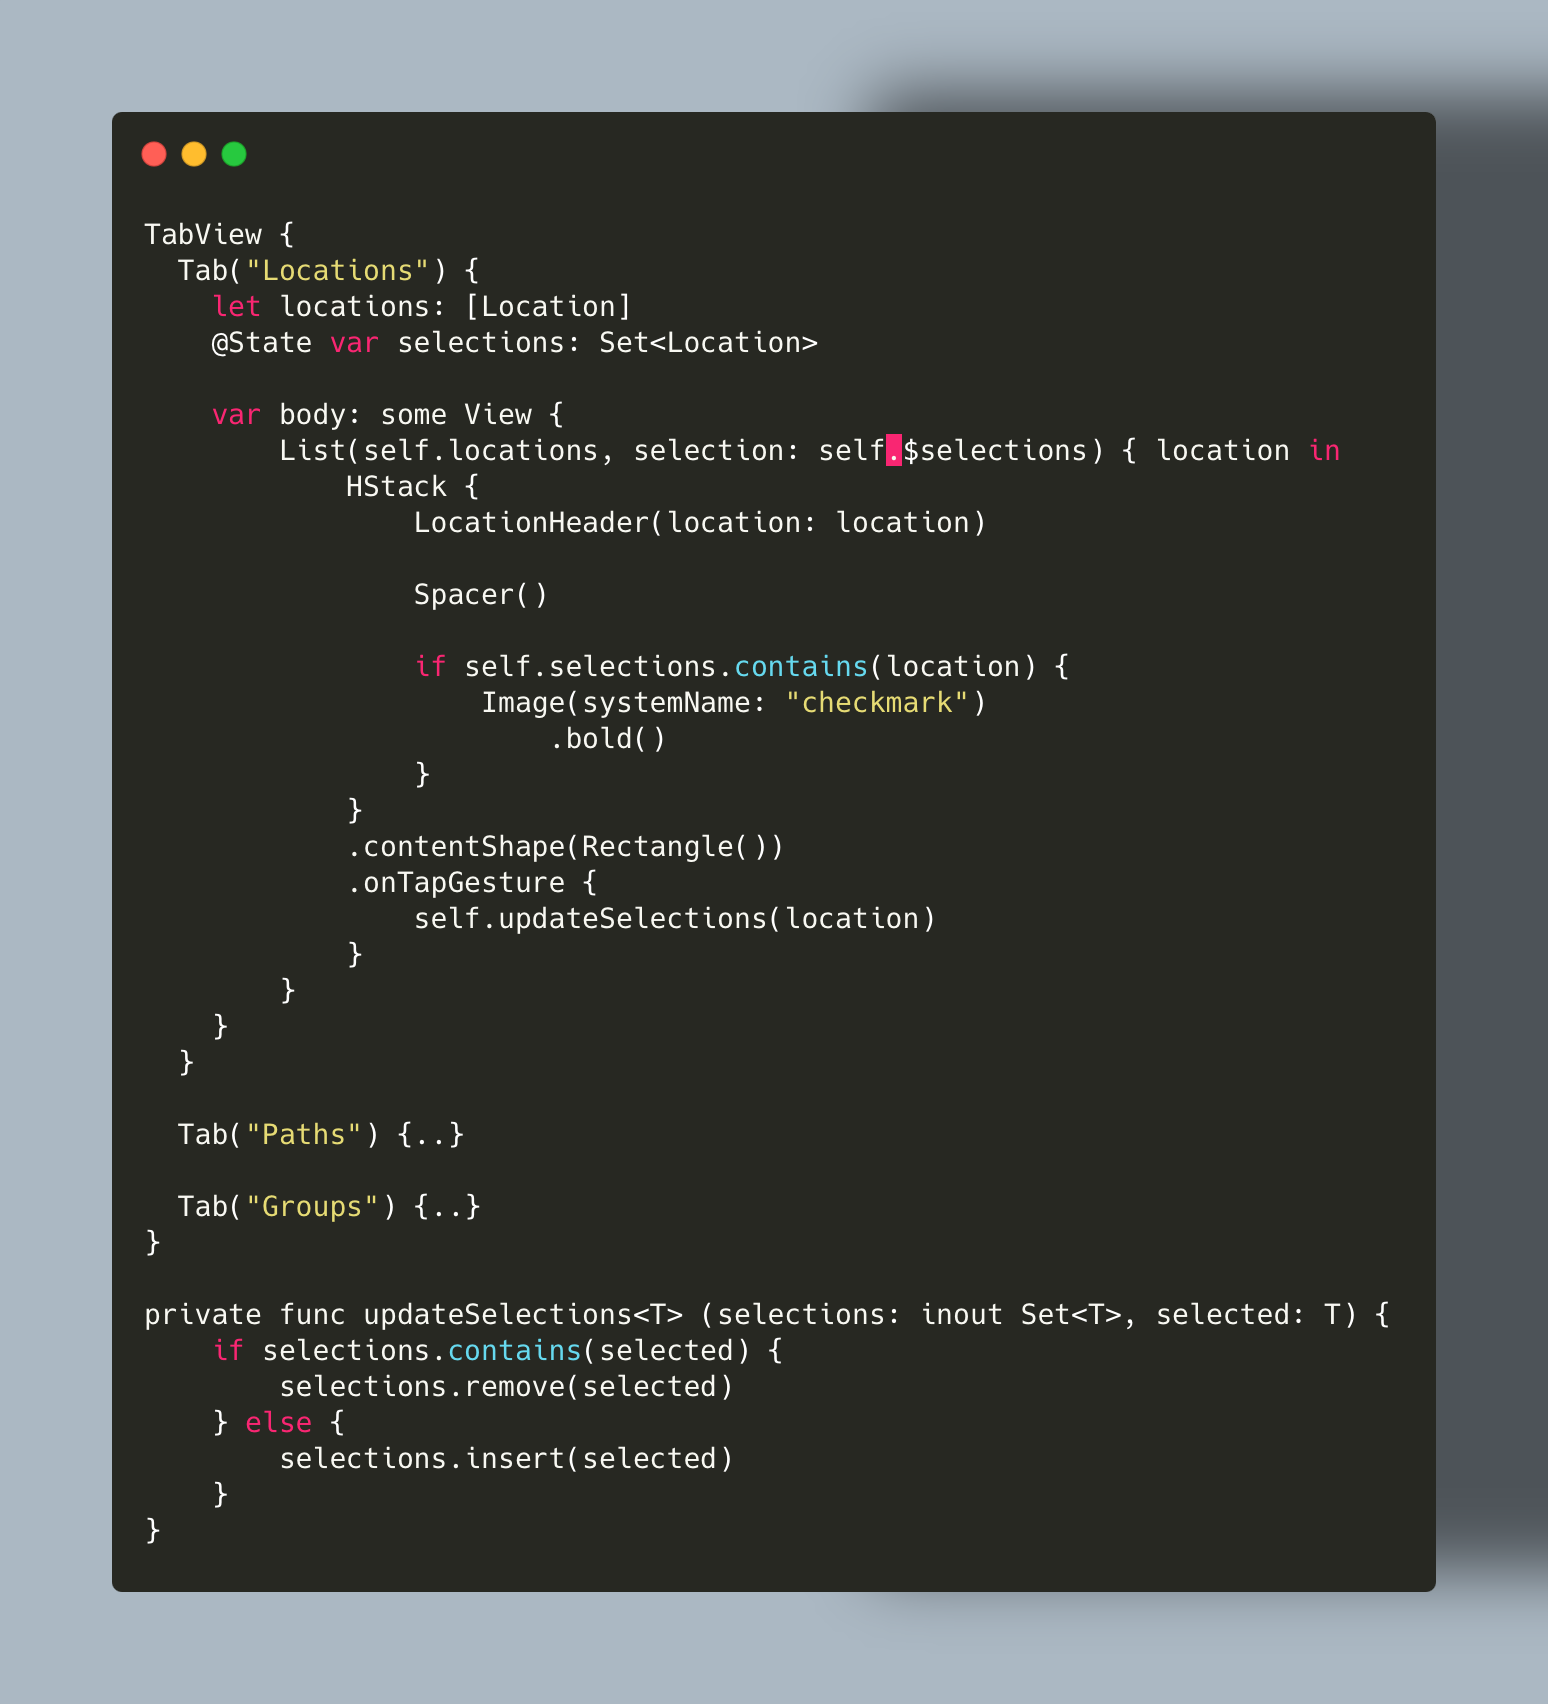 TabView {
  Tab("Locations") {
    let locations: [Location]
    @State var selections: Set<Location>

    var body: some View {
        List(self.locations, selection: self.$selections) { location in
            HStack {
                LocationHeader(location: location)

                Spacer()

                if self.selections.contains(location) {
                    Image(systemName: "checkmark")
                        .bold()
                }
            }
            .contentShape(Rectangle())
            .onTapGesture {
                self.updateSelections(location)
            }
        }
    }
  }

  Tab("Paths") {..}

  Tab("Groups") {..}
}

private func updateSelections<T> (selections: inout Set<T>, selected: T) {
    if selections.contains(selected) {
        selections.remove(selected)
    } else {
        selections.insert(selected)
    }
}